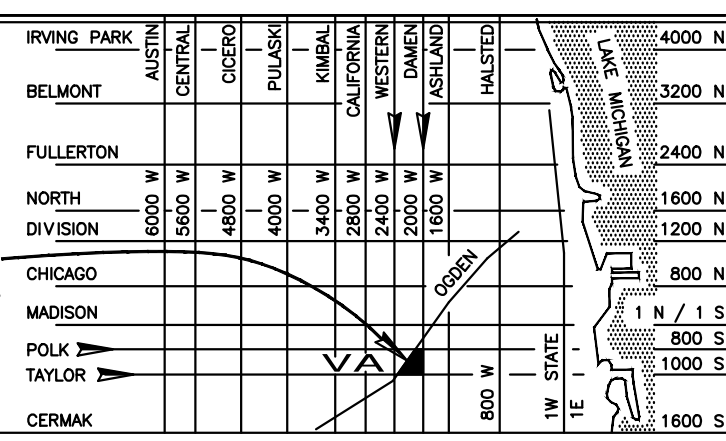 IRVING PARK
BELMONT
FULLERTON
NORTH
DIVISION
CHICAGO
MADISON
POLK
TAYLOR
CERMAK
AUSTIN
CENTRAL
CICERO
PULASKI
KIMBAL
CALIFORNIA
WESTERN
DAMEN
ASHLAND
HALSTED
6000 W
5600 W
4800 W
4000 W
3400 W
2800 W
2400 W
2000 W
1600 W
OGDEN
VA
800 W
1W STATE
1E
LAKE MICHIGAN
4000 N
3200 N
2400 N
1600 N
1200 N
800 N
1 N / 1 S
800 S
1000 S
1600 S